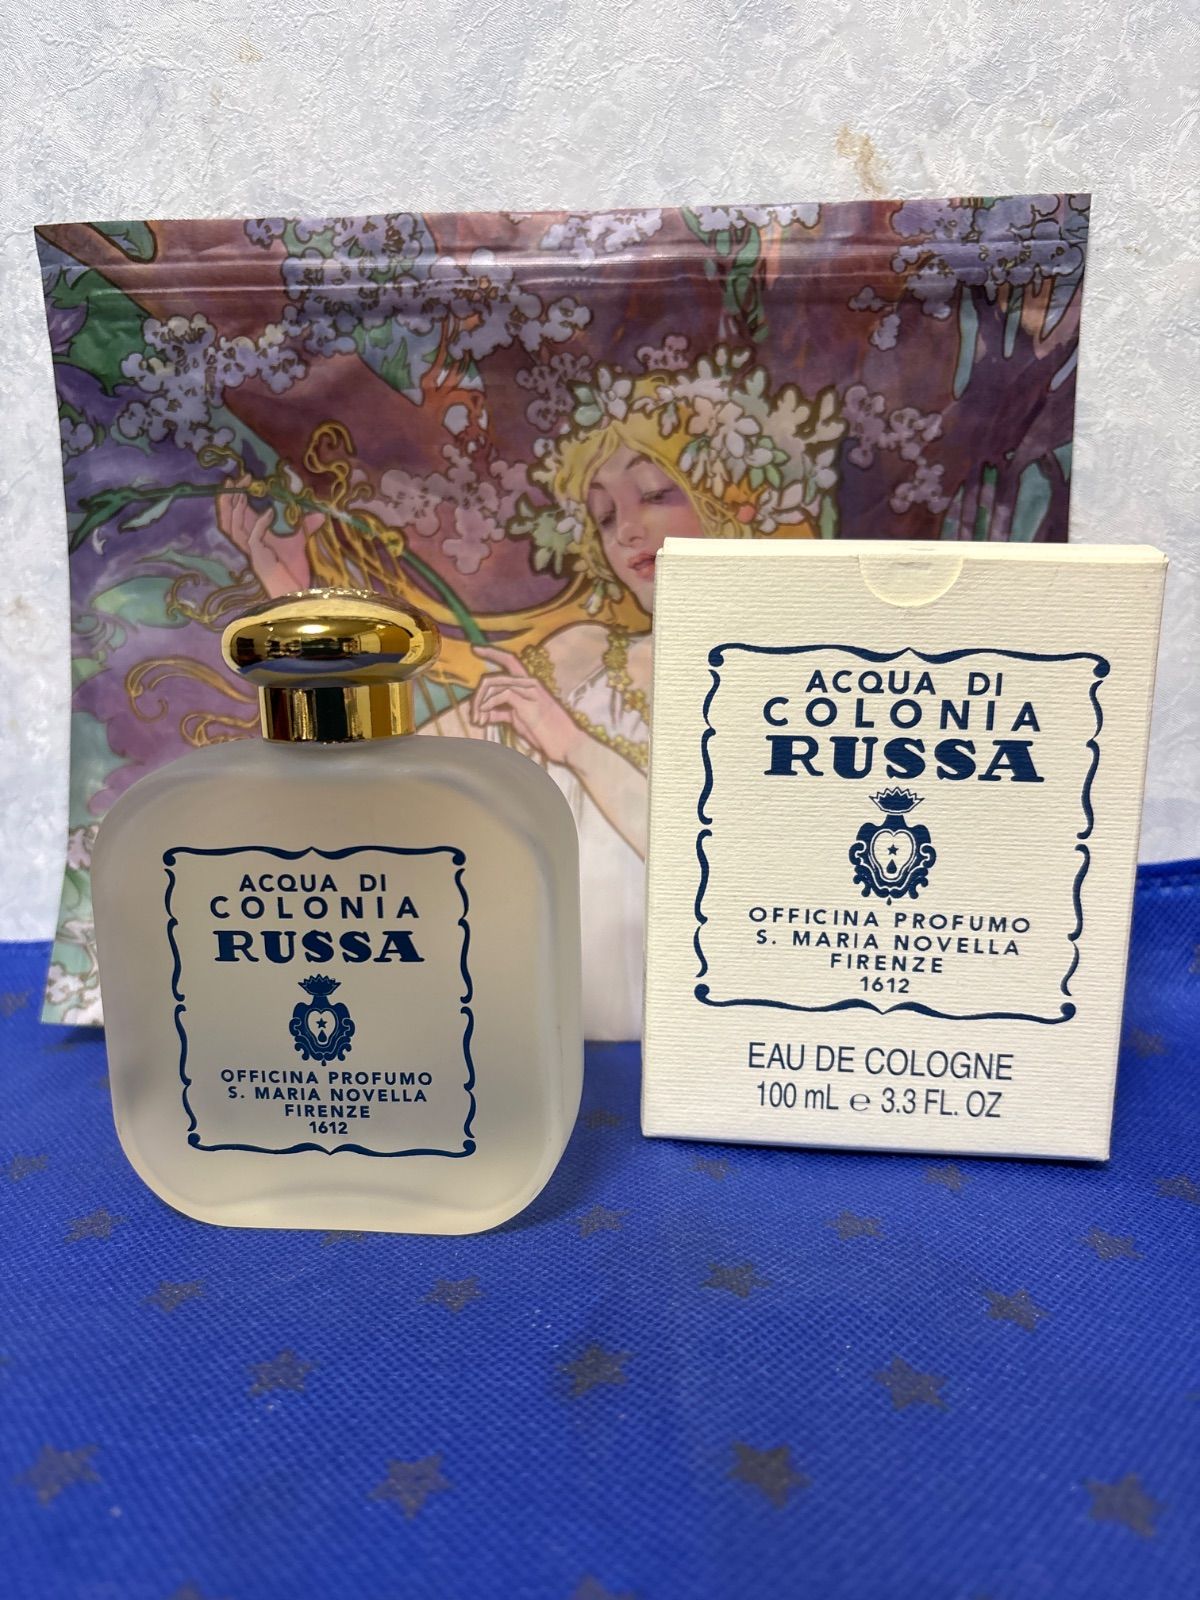 ACQUA DI
COLONIA
RUSSA
OFFICINA PROFUMO
S. MARIA NOVELLA
FIRENZE
1612
ACQUA DI
COLONIA
RUSSA
OFFICINA PROFUMO
S. MARIA NOVELLA
FIRENZE
1612
EAU DE COLOGNE
100 mL ℮ 3.3 FL. OZ